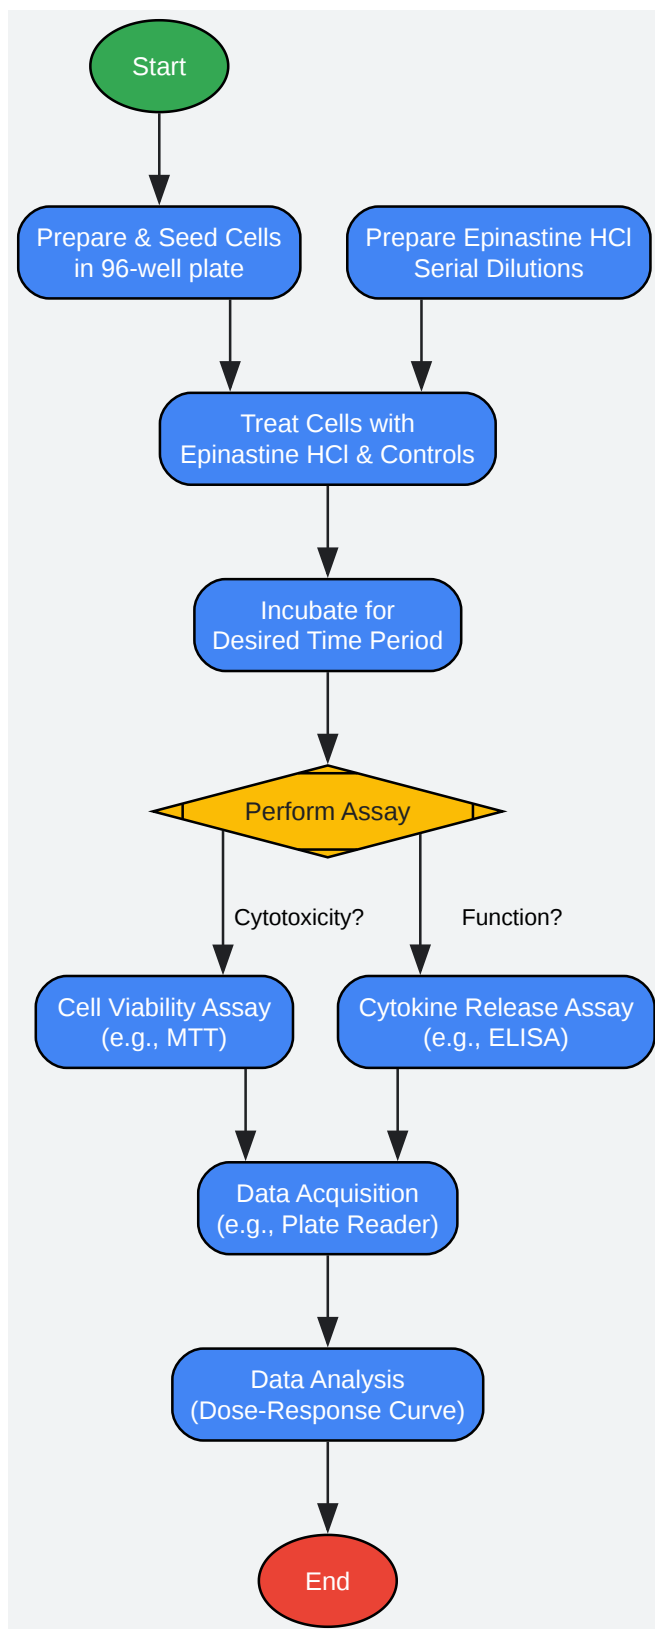 Start
Prepare & Seed Cells
in 96-well plate
Prepare Epinastine HCl
Serial Dilutions
Treat Cells with
Epinastine HCl & Controls
Incubate for
Desired Time Period
Perform Assay
Cytotoxicity?
Function?
Cell Viability Assay
(e.g., MTT)
Cytokine Release Assay
(e.g., ELISA)
Data Acquisition
(e.g., Plate Reader)
Data Analysis
(Dose-Response Curve)
End